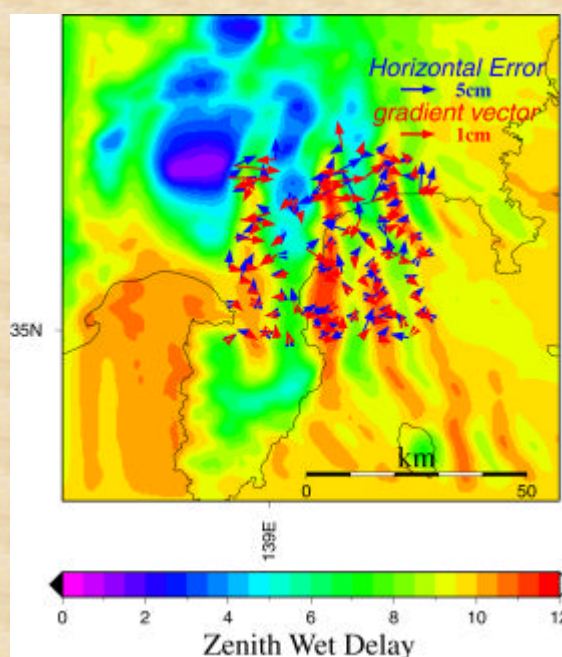 Horizontal Error
5cm
gradient vector
1cm
35N
km
0 50
139E
0 2 4 6 8 10 12
Zenith Wet Delay